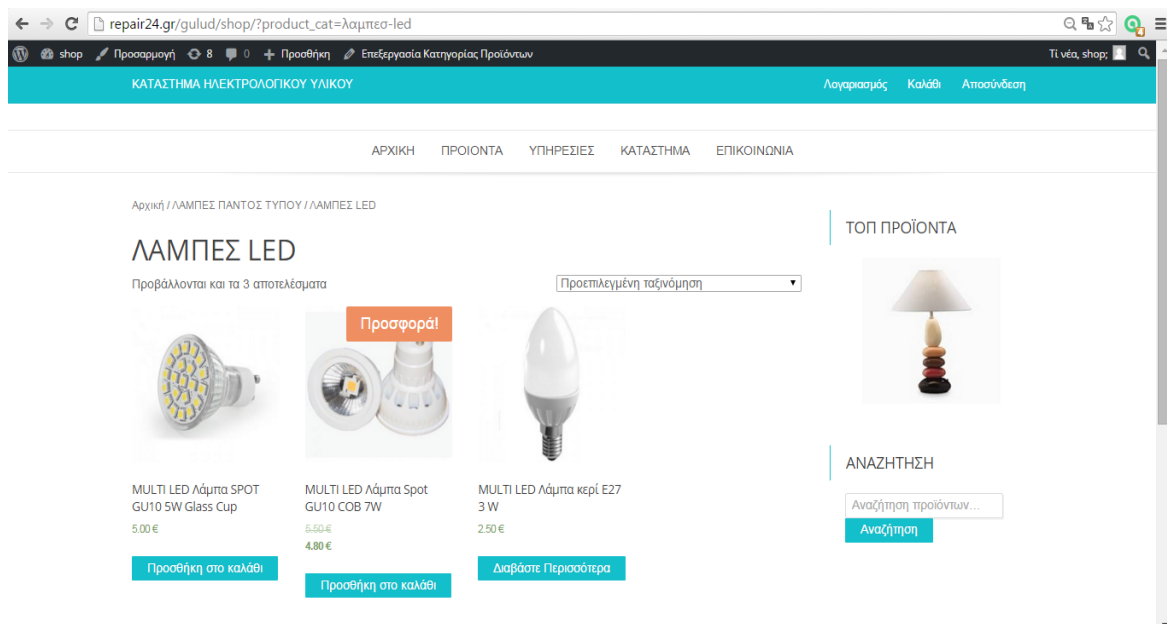 repair24.gr/gulud/shop/?product_cat=λαμπεσ-led
shop Προσαρμογή 8 0 + Προσθήκη Επεξεργασία Κατηγορίας Προϊόντων Τί νέα, shop;
ΚΑΤΑΣΤΗΜΑ ΗΛΕΚΤΡΟΛΟΓΙΚΟΥ ΥΛΙΚΟΥ Λογαριασμός Καλάθι Αποσύνδεση
ΑΡΧΙΚΗ ΠΡΟΙΟΝΤΑ ΥΠΗΡΕΣΙΕΣ ΚΑΤΑΣΤΗΜΑ ΕΠΙΚΟΙΝΩΝΙΑ
Αρχική / ΛΑΜΠΕΣ ΠΑΝΤΟΣ ΤΥΠΟΥ / ΛΑΜΠΕΣ LED
ΛΑΜΠΕΣ LED
Προβάλλονται και τα 3 αποτελέσματα
Προεπιλεγμένη ταξινόμηση
MULTI LED Λάμπα SPOT
GU10 5W Glass Cup
5.00 €
Προσθήκη στο καλάθι
Προσφορά!
MULTI LED Λάμπα Spot
GU10 COB 7W
5.50 €
4.80 €
Προσθήκη στο καλάθι
MULTI LED Λάμπα κερί E27
3 W
2.50 €
Διαβάστε Περισσότερα
ΤΟΠ ΠΡΟΪΟΝΤΑ
ΑΝΑΖΗΤΗΣΗ
Αναζήτηση προϊόντων...
Αναζήτηση